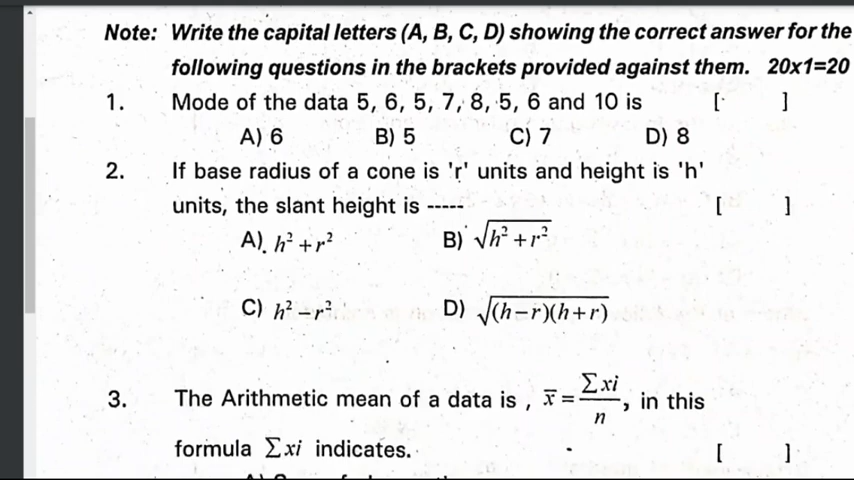 Note: Write the capital letters (A, B, C, D) showing the correct answer for the
following questions in the brackets provided against them. 20x1=20
1. Mode of the data 5, 6, 5, 7, 8, 5, 6 and 10 is [ ]
A) 6 B) 5 C) 7 D) 8
2. If base radius of a cone is 'r' units and height is 'h'
units, the slant height is ----- [ ]
A) h² + r² B) √(h² + r²)
C) h² – r² D) √((h–r)(h+r))
3. The Arithmetic mean of a data is , x̄ = ∑xi/n, in this
formula ∑xi indicates. [ ]